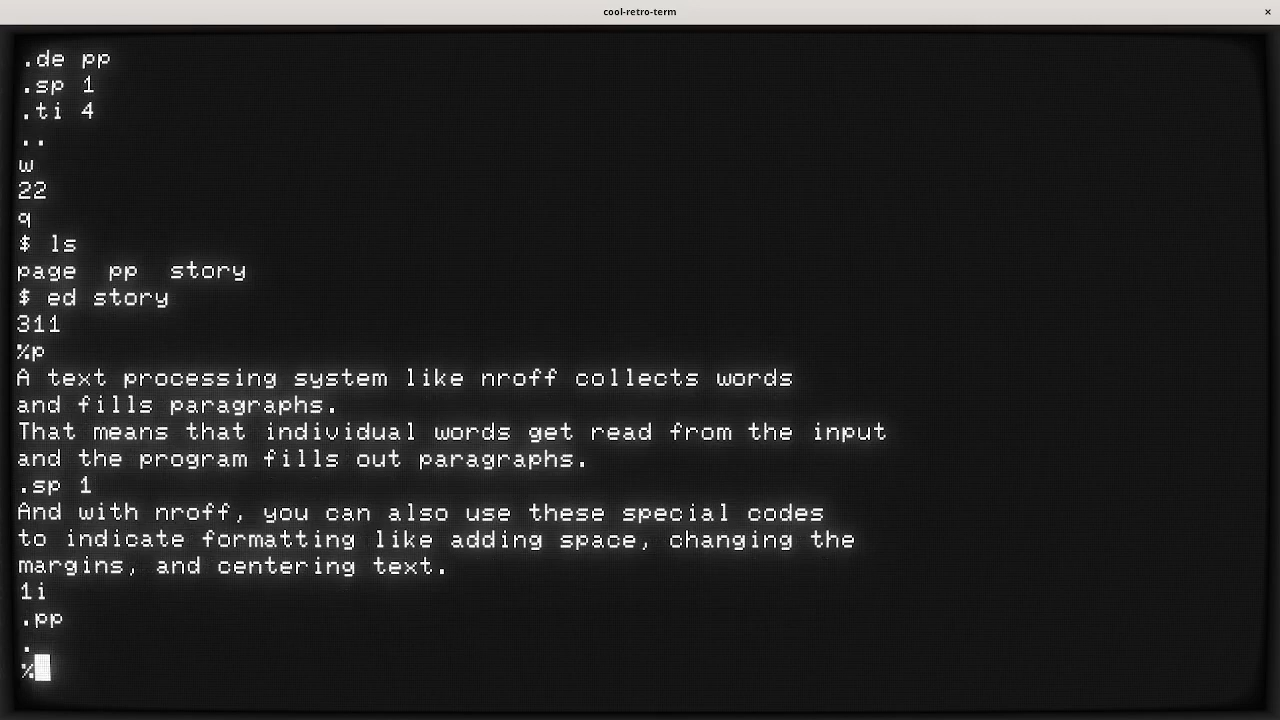 cool-retro-term ×
.de pp
.sp 1
.ti 4
..
w
22
q
$ ls
page  pp  story
$ ed story
311
%p
A text processing system like nroff collects words
and fills paragraphs.
That means that individual words get read from the input
and the program fills out paragraphs.
.sp 1
And with nroff, you can also use these special codes
to indicate formatting like adding space, changing the
margins, and centering text.
1i
.pp
.
%